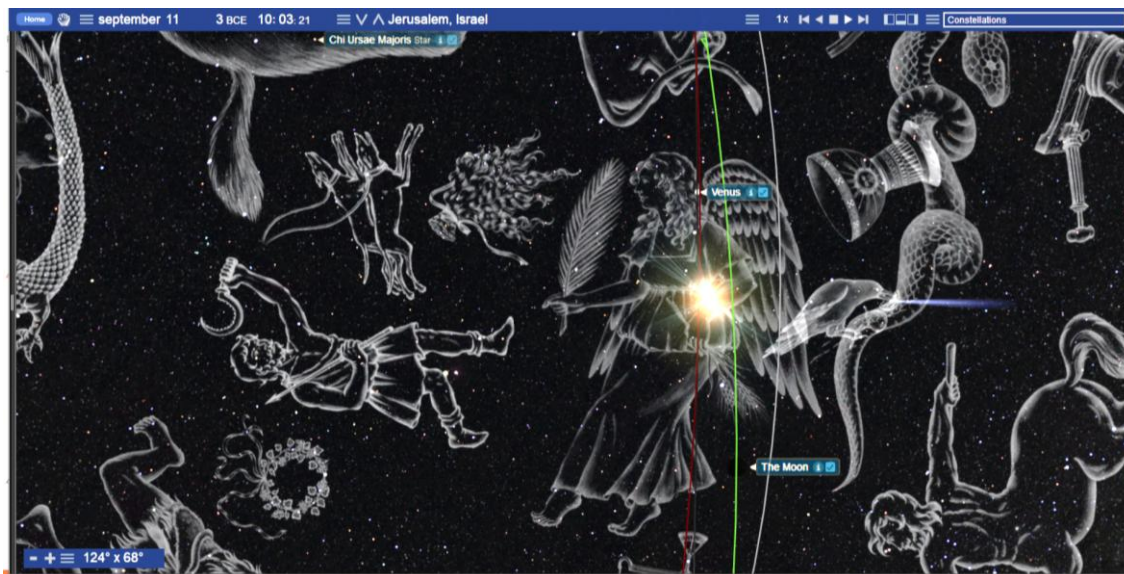 Home september 11 3 BCE 10: 03: 21 Jerusalem, Israel 1x Constellations
Chi Ursae Majoris Star i
Venus i
The Moon i
- + 124° x 68°